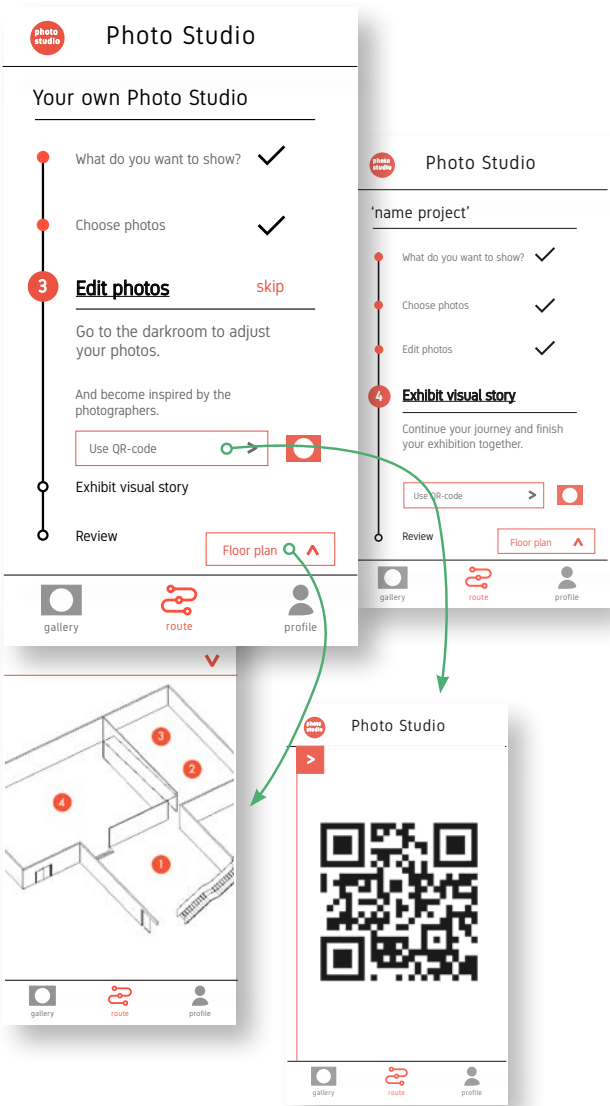 photo
studio
Photo Studio
Your own Photo Studio
What do you want to show?
Choose photos
3
Edit photos
skip
Go to the darkroom to adjust
your photos.
And become inspired by the
photographers.
Use QR-code
>
Exhibit visual story
Review
Floor plan
gallery
route
profile
photo
studio
Photo Studio
‘name project’
What do you want to show?
Choose photos
Edit photos
4
Exhibit visual story
Continue your journey and finish
your exhibition together.
Use QR-code
>
Review
Floor plan
gallery
route
profile
3
2
4
1
gallery
route
profile
photo
studio
Photo Studio
>
gallery
route
profile